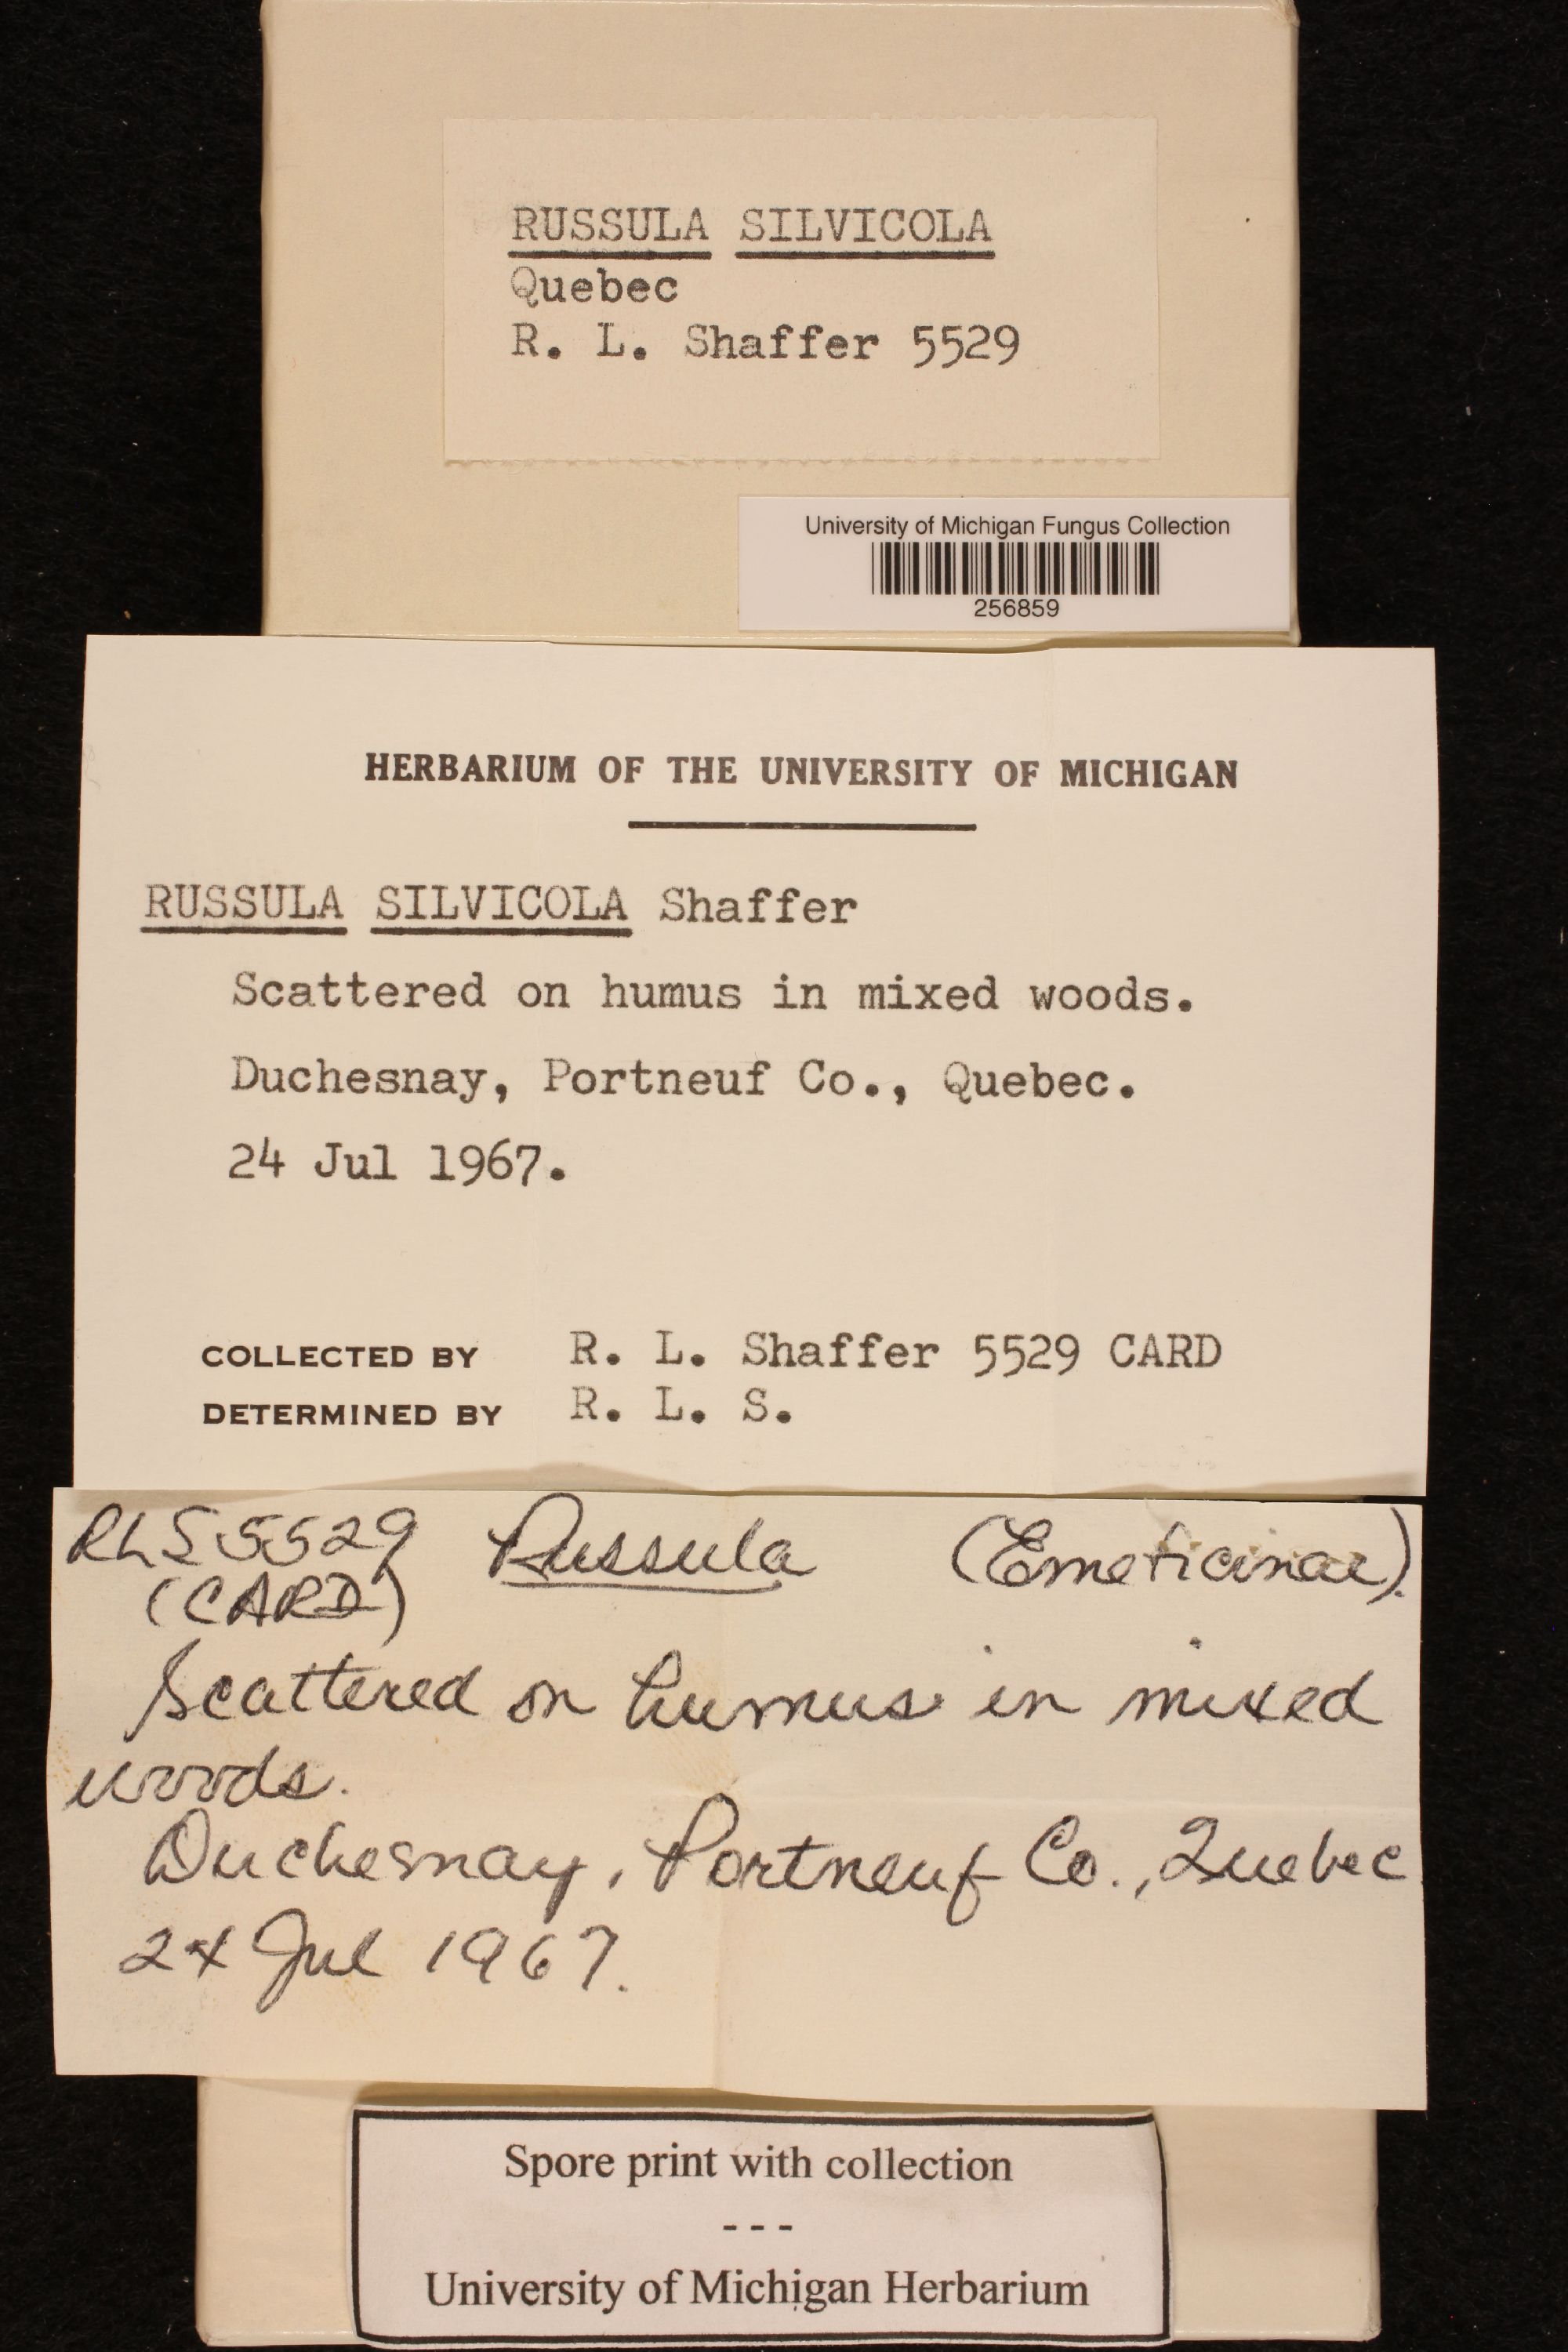 RUSSULA SILVICOLA
Quebec
R. L. Shaffer 5529
University of Michigan Fungus Collection
256859
HERBARIUM OF THE UNIVERSITY OF MICHIGAN
RUSSULA SILVICOLA Shaffer
Scattered on humus in mixed woods.
Duchesnay, Portneuf Co., Quebec.
24 Jul 1967.
COLLECTED BY R. L. Shaffer 5529 CARD
DETERMINED BY R. L. S.
RLS 5529 Russula (Emeticinae).
(CARD)
Scattered on humus in mixed
woods.
Duchesnay, Portneuf Co., Quebec
24 Jul 1967.
Spore print with collection
---
University of Michigan Herbarium